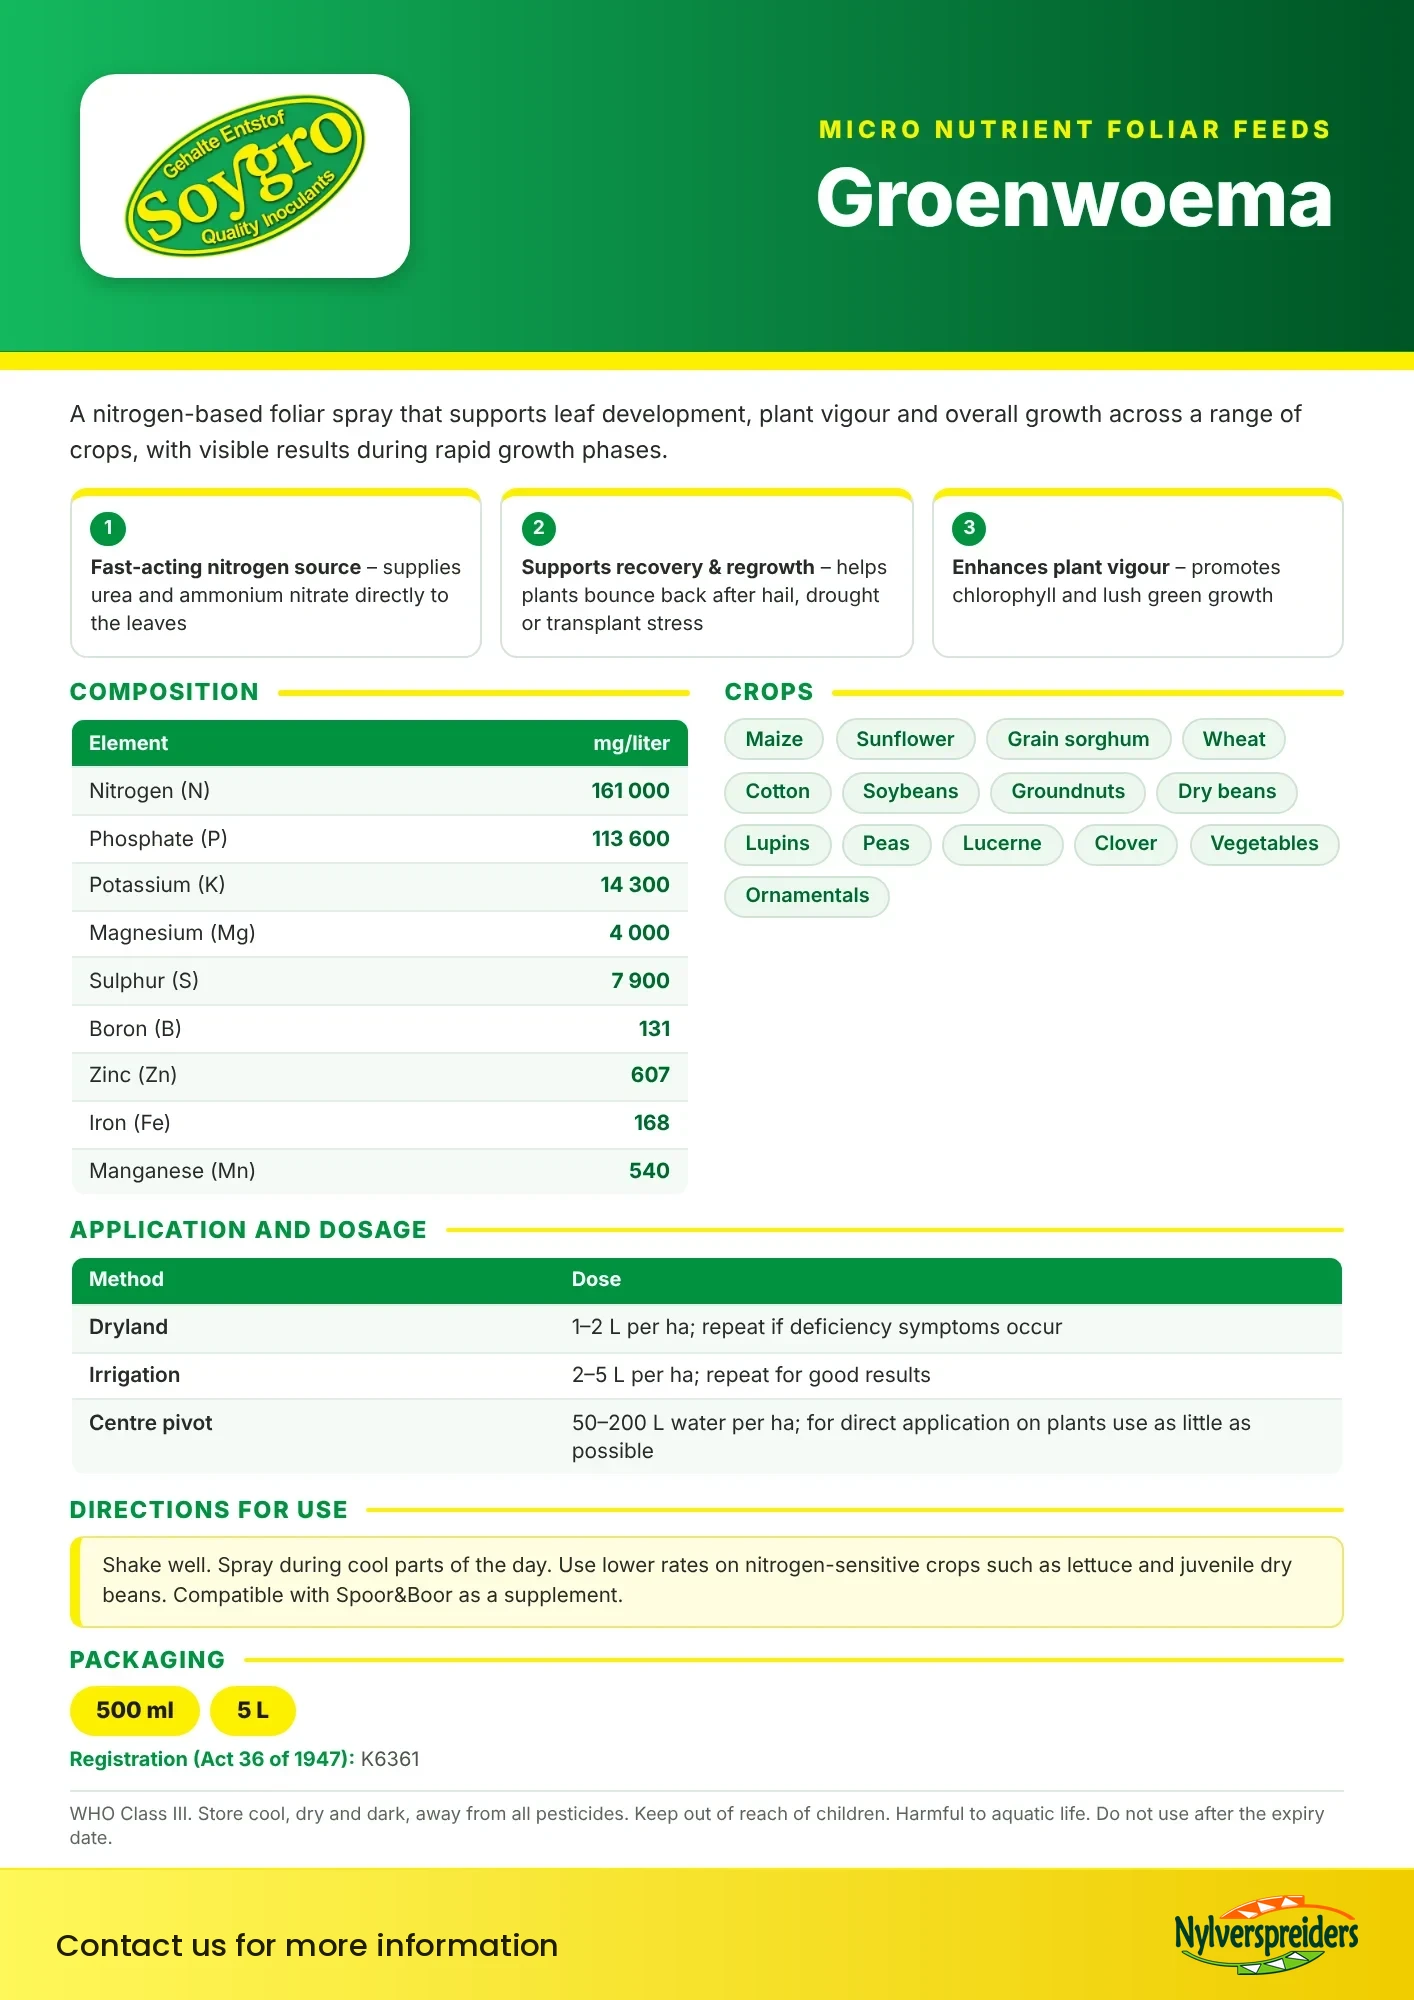 Gehalte Entstof
Soygro
Quality Inoculants
MICRO NUTRIENT FOLIAR FEEDS
Groenwoema
A nitrogen-based foliar spray that supports leaf development, plant vigour and overall growth across a range of
crops, with visible results during rapid growth phases.
1
Fast-acting nitrogen source – supplies
urea and ammonium nitrate directly to
the leaves
2
Supports recovery & regrowth – helps
plants bounce back after hail, drought
or transplant stress
3
Enhances plant vigour – promotes
chlorophyll and lush green growth
COMPOSITION
Element mg/liter
Nitrogen (N) 161 000
Phosphate (P) 113 600
Potassium (K) 14 300
Magnesium (Mg) 4 000
Sulphur (S) 7 900
Boron (B) 131
Zinc (Zn) 607
Iron (Fe) 168
Manganese (Mn) 540
CROPS
Maize Sunflower Grain sorghum Wheat
Cotton Soybeans Groundnuts Dry beans
Lupins Peas Lucerne Clover Vegetables
Ornamentals
APPLICATION AND DOSAGE
Method Dose
Dryland 1–2 L per ha; repeat if deficiency symptoms occur
Irrigation 2–5 L per ha; repeat for good results
Centre pivot 50–200 L water per ha; for direct application on plants use as little as
possible
DIRECTIONS FOR USE
Shake well. Spray during cool parts of the day. Use lower rates on nitrogen-sensitive crops such as lettuce and juvenile dry
beans. Compatible with Spoor&Boor as a supplement.
PACKAGING
500 ml 5 L
Registration (Act 36 of 1947): K6361
WHO Class III. Store cool, dry and dark, away from all pesticides. Keep out of reach of children. Harmful to aquatic life. Do not use after the expiry
date.
Contact us for more information
Nylverspreiders